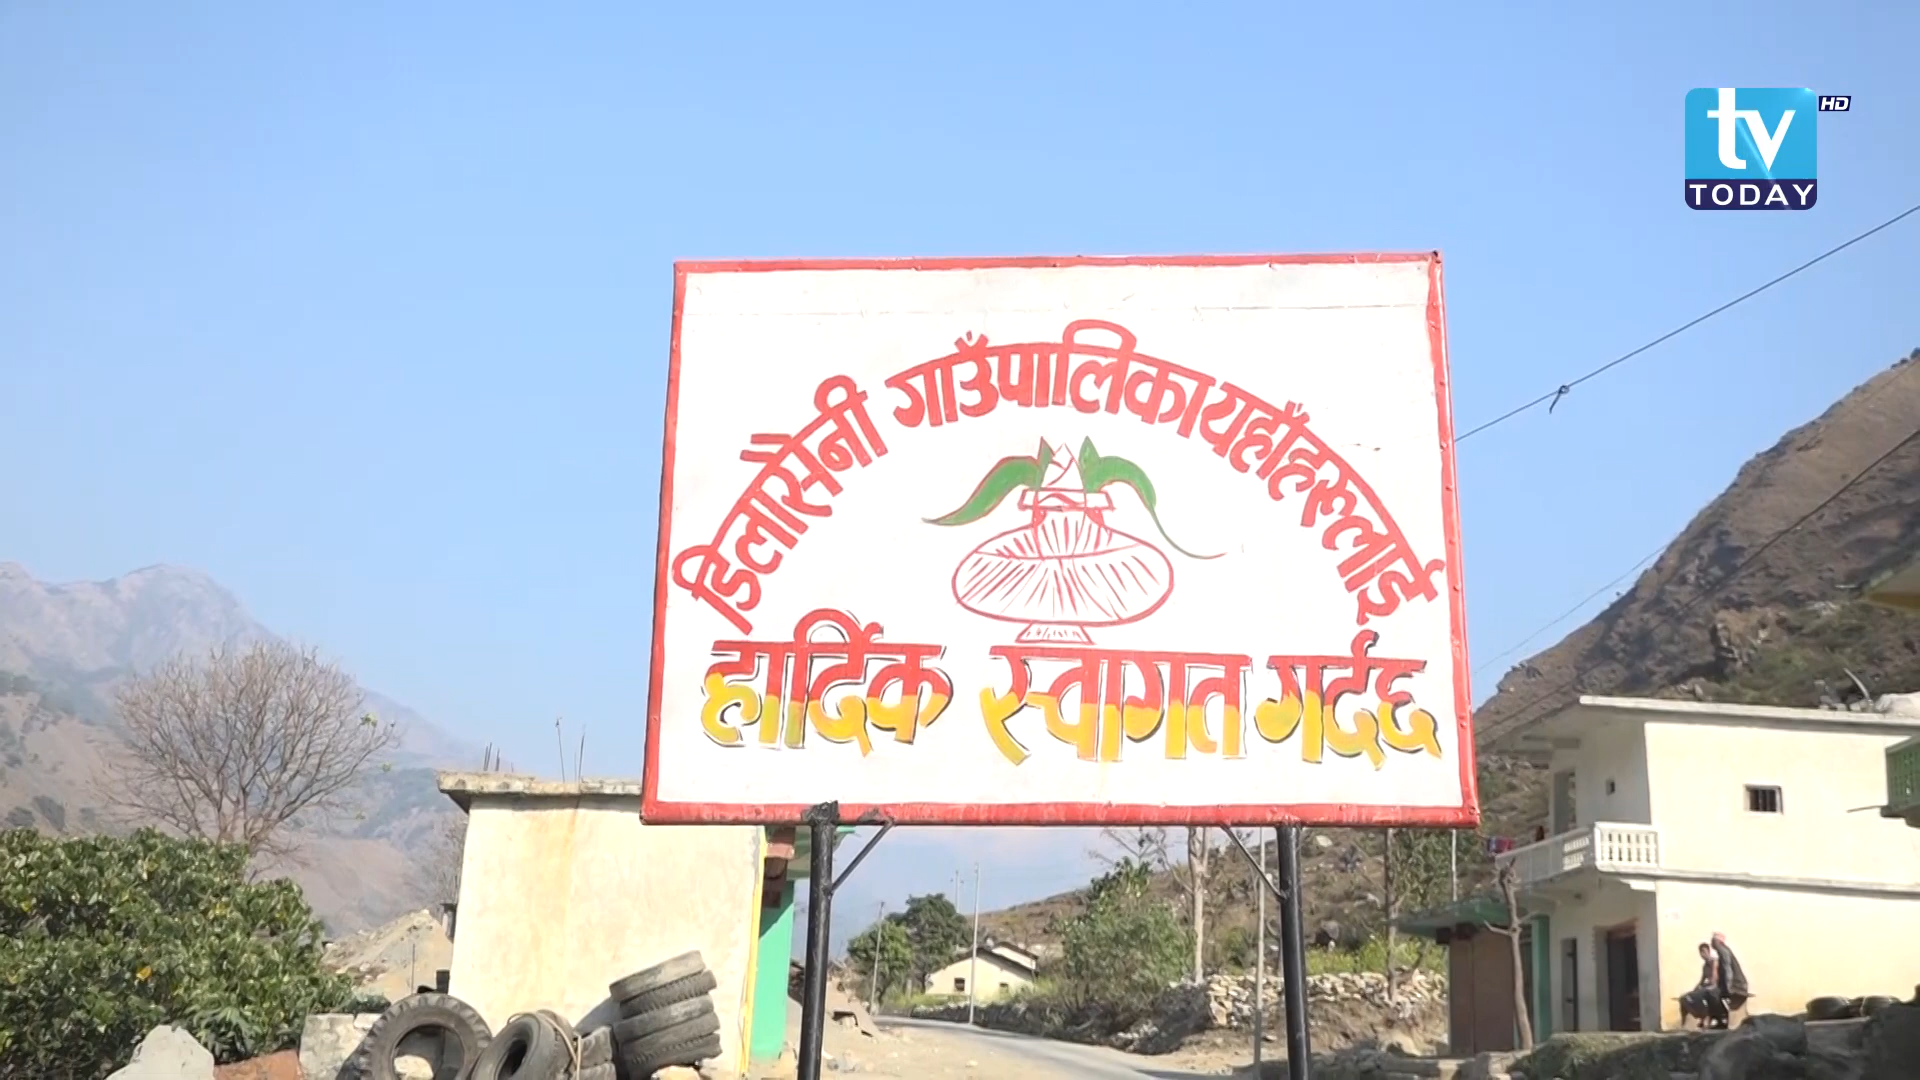 tv HD
TODAY
डिलासैनी गाउँपालिका यहाँहरूलाई
हार्दिक स्वागत गर्दछ